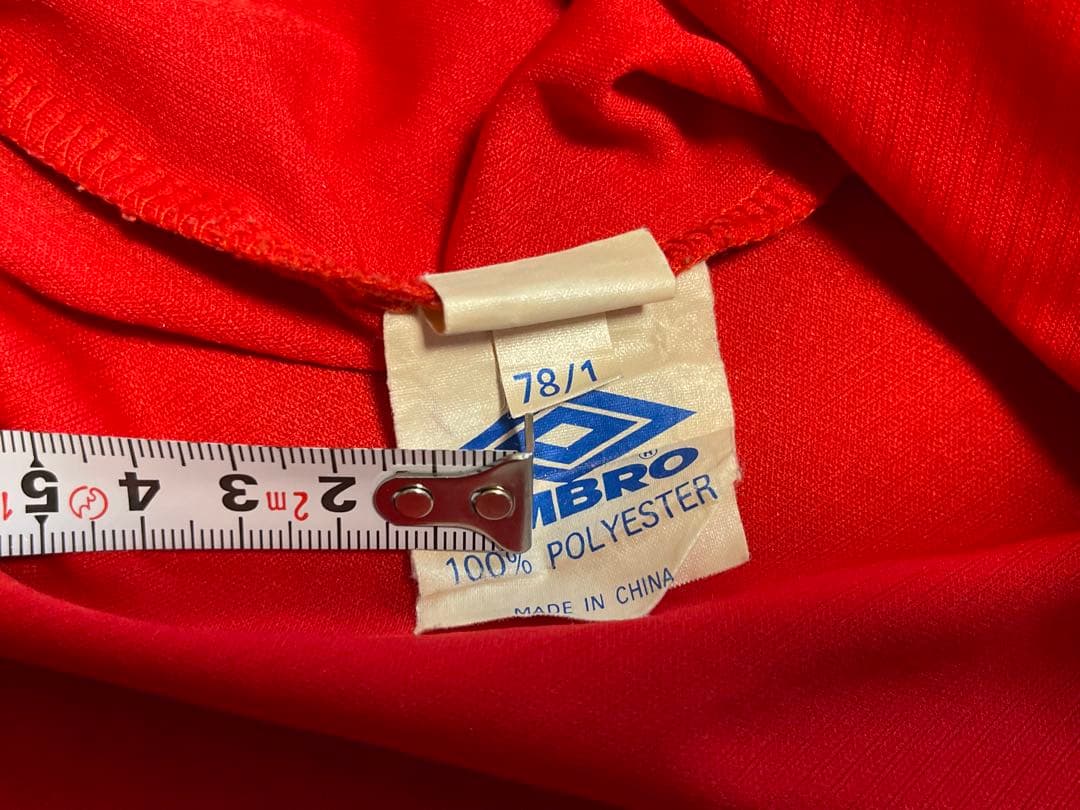 78/1
MBRO®
100% POLYESTER
MADE IN CHINA
5 4 3 2m 2